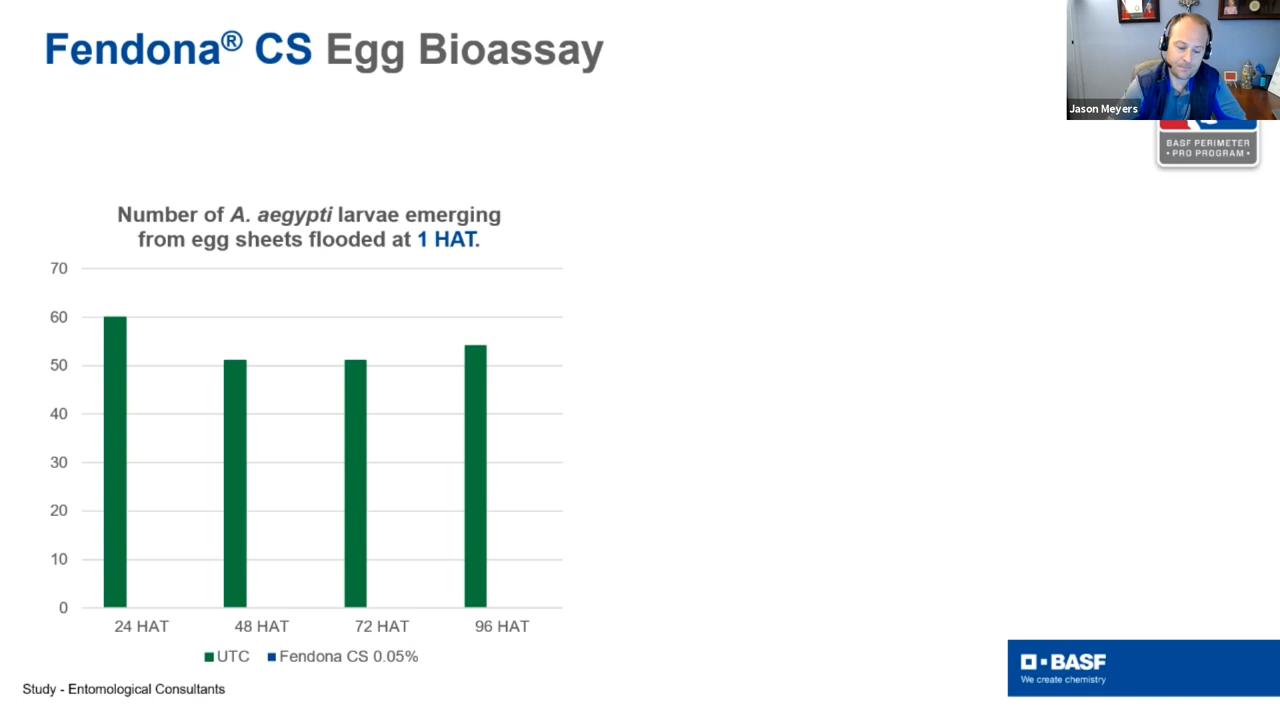 Fendona® CS Egg Bioassay
Jason Meyers
BASF PERIMETER
• PRO PROGRAM •
Number of A. aegypti larvae emerging
from egg sheets flooded at 1 HAT.
70
60
50
40
30
20
10
0
24 HAT 48 HAT 72 HAT 96 HAT
UTC Fendona CS 0.05%
Study - Entomological Consultants
BASF
We create chemistry